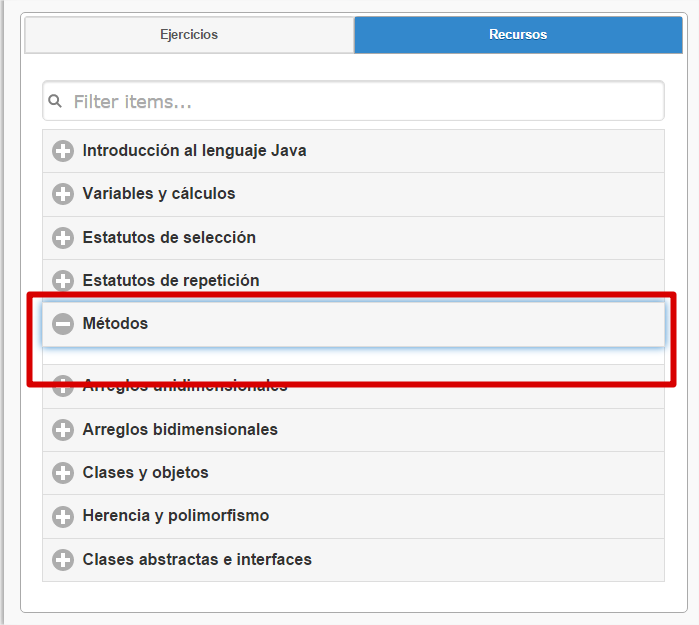 Ejercicios
Recursos
Filter items...
Introducción al lenguaje Java
Variables y cálculos
Estatutos de selección
Estatutos de repetición
Métodos
Arreglos unidimensionales
Arreglos bidimensionales
Clases y objetos
Herencia y polimorfismo
Clases abstractas e interfaces